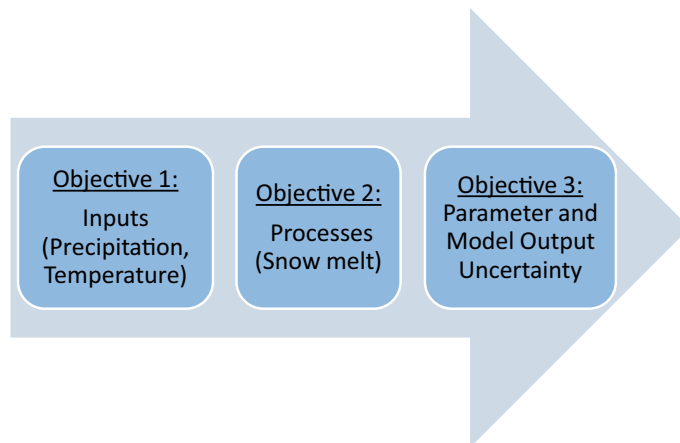 Objective 1:
Inputs
(Precipitation,
Temperature)
Objective 2:
Processes
(Snow melt)
Objective 3:
Parameter and
Model Output
Uncertainty